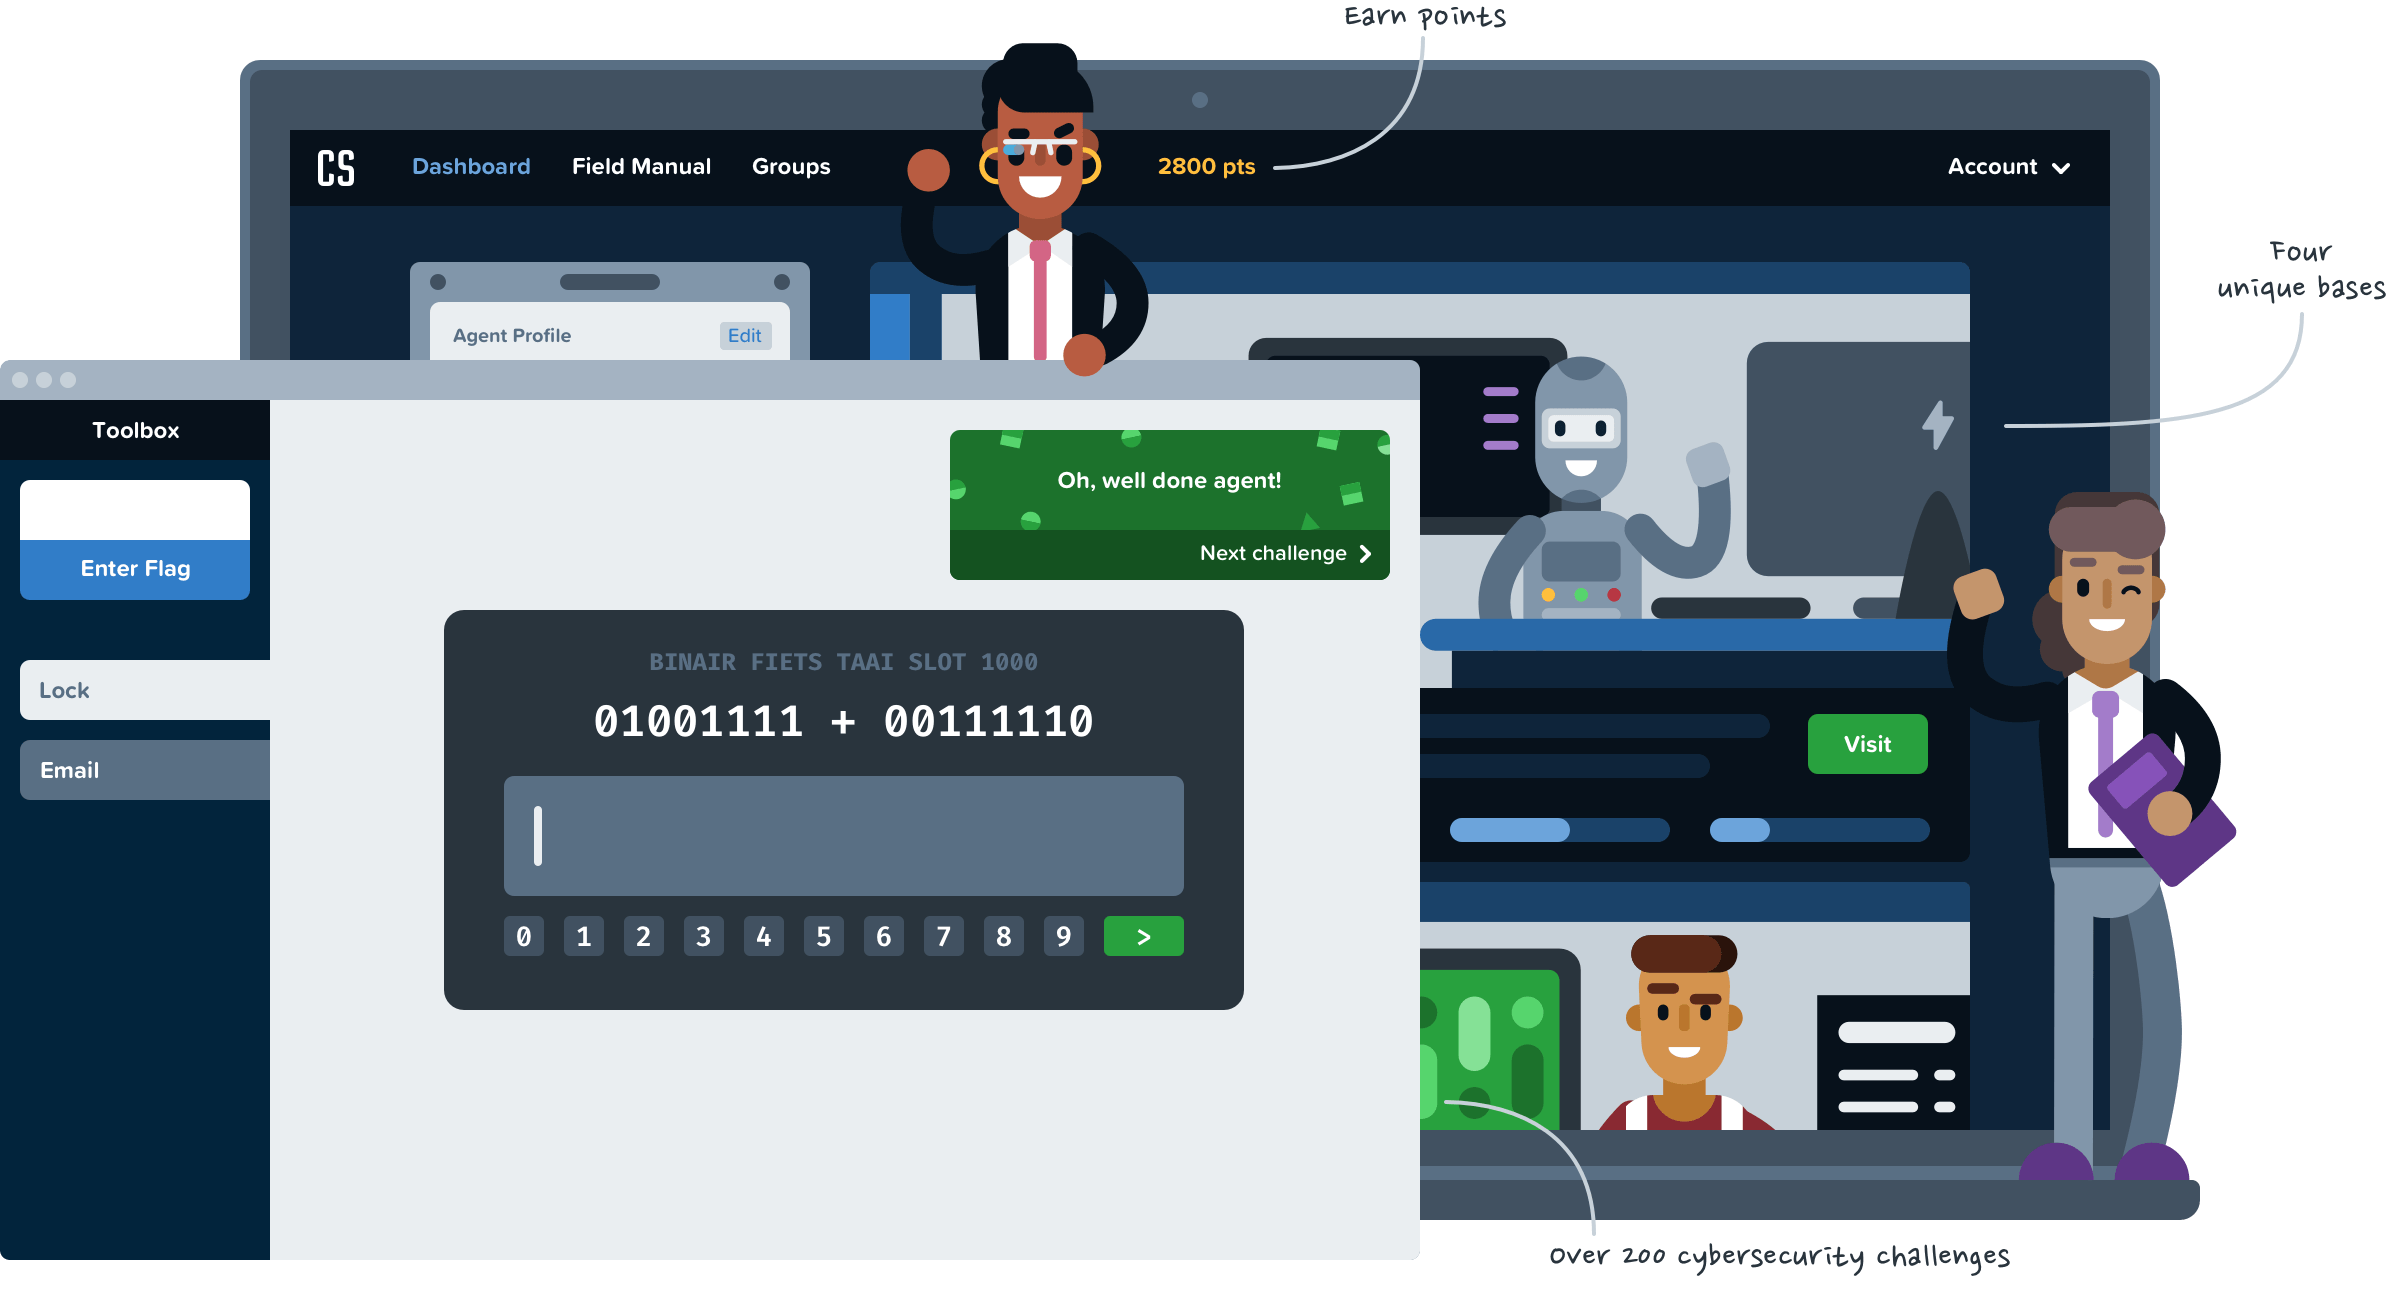 Earn points
CS
Dashboard
Field Manual
Groups
2800 pts
Account
Four
unique bases
Agent Profile
Edit
Toolbox
Enter Flag
Lock
Email
Oh, well done agent!
Next challenge
BINAIR FIETS TAAI SLOT 1000
01001111 + 00111110
0 1 2 3 4 5 6 7 8 9 >
Visit
Over 200 cybersecurity challenges